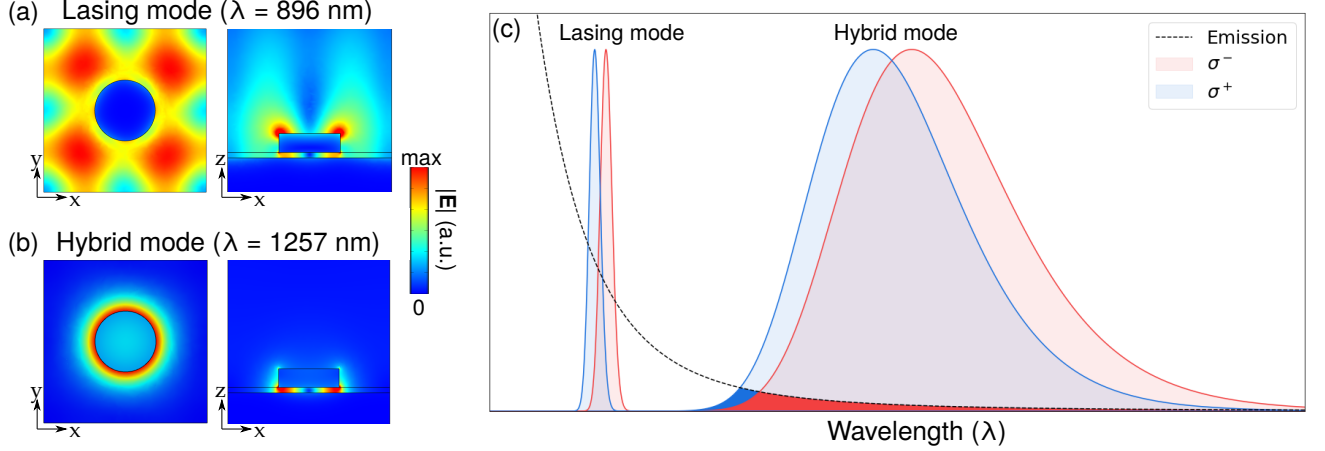 (a) Lasing mode (λ = 896 nm)
y
x
z
x
max
|E| (a.u.)
0
(b) Hybrid mode (λ = 1257 nm)
y
x
z
x
(c)
Lasing mode
Hybrid mode
Emission
σ⁻
σ⁺
Wavelength (λ)